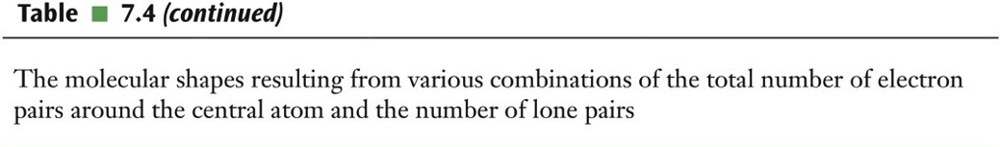 Table ■ 7.4 (continued)
The molecular shapes resulting from various combinations of the total number of electron
pairs around the central atom and the number of lone pairs